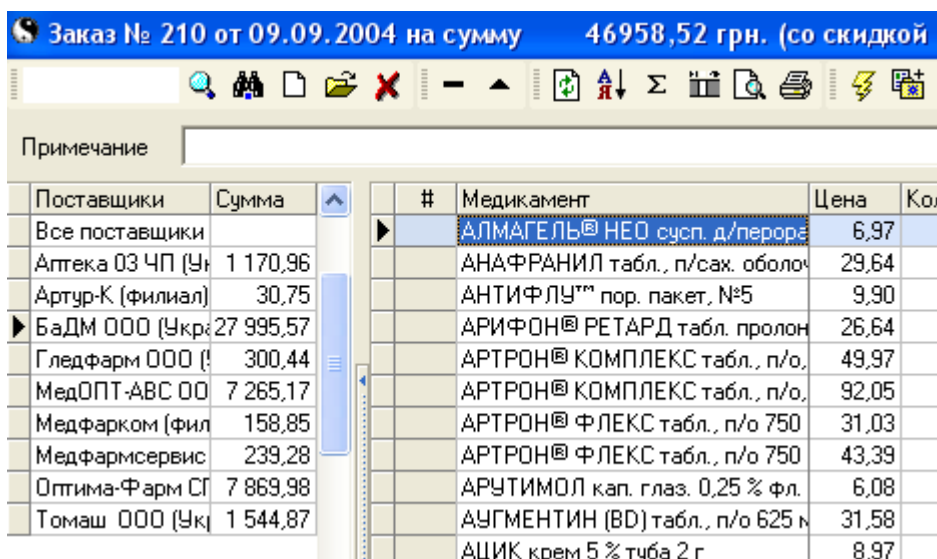 Заказ № 210 от 09.09.2004 на сумму 46958,52 грн. (со скидкой
Примечание
Поставщики Сумма
Все поставщики
Аптека 03 ЧП (Ук 1 170,96
Артур-К (филиал) 30,75
БаДМ ООО (Укра 27 995,57
Гледфарм ООО ( 300,44
МедОПТ-АВС ОО 7 265,17
Медфарком (фил 158,85
Медфармсервис 239,28
Оптима-Фарм СП 7 869,98
Томаш ООО (Укр 1 544,87
# Медикамент Цена Кол
АЛМАГЕЛЬ® НЕО сусп. д/перора 6,97
АНАФРАНИЛ табл., п/сах. оболоч 29,64
АНТИФЛУ™ пор. пакет, №5 9,90
АРИФОН® РЕТАРД табл. пролон 26,64
АРТРОН® КОМПЛЕКС табл., п/о, 49,97
АРТРОН® КОМПЛЕКС табл., п/о, 92,05
АРТРОН® ФЛЕКС табл., п/о 750 31,03
АРТРОН® ФЛЕКС табл., п/о 750 43,39
АРУТИМОЛ кап. глаз. 0,25 % фл. 6,08
АУГМЕНТИН (BD) табл., п/о 625 м 31,58
АЦИК крем 5 % туба 2 г 8,97